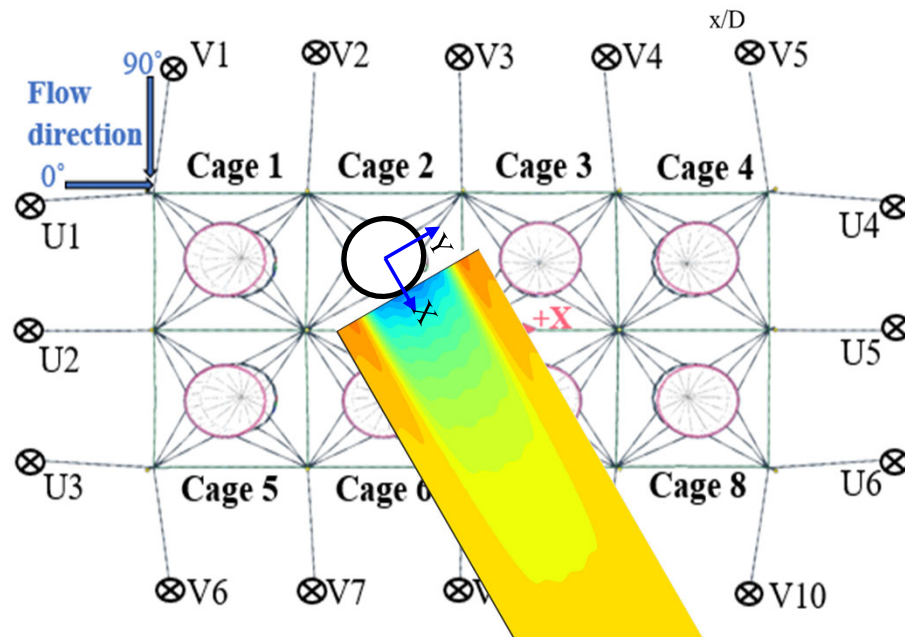 x/D
90°
V1
V2
V3
V4
V5
Flow
direction
0°
Cage 1
Cage 2
Cage 3
Cage 4
U1
U4
Y
X
+X
U2
U5
U3
Cage 5
Cage 6
Cage 8
U6
V6
V7
V10